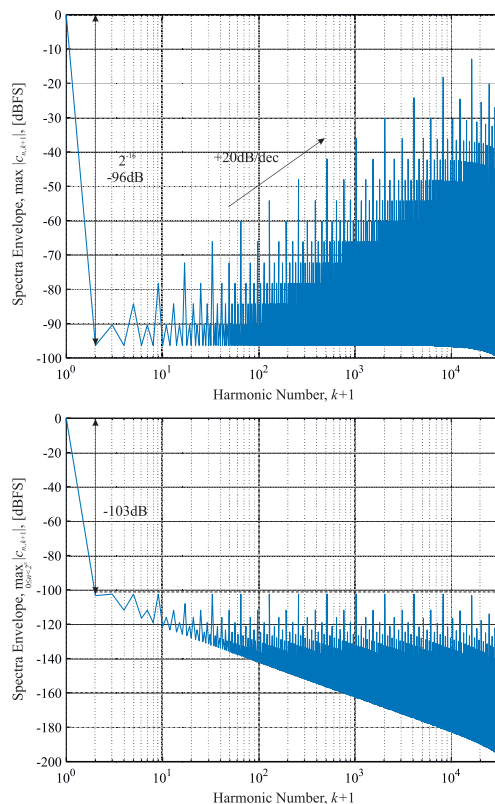 0
-10
-20
-30
-40
-50
-60
-70
-80
-90
-100
Spectra Envelope, max |c_{n,k+1}|, [dBFS]
2^{-16}
-96dB
+20dB/dec
10^0 10^1 10^2 10^3 10^4
Harmonic Number, k+1
0
-20
-40
-60
-80
-100
-120
-140
-160
-180
-200
Spectra Envelope, max |c_{n,k+1}|, [dBFS]
-103dB
10^0 10^1 10^2 10^3 10^4
Harmonic Number, k+1